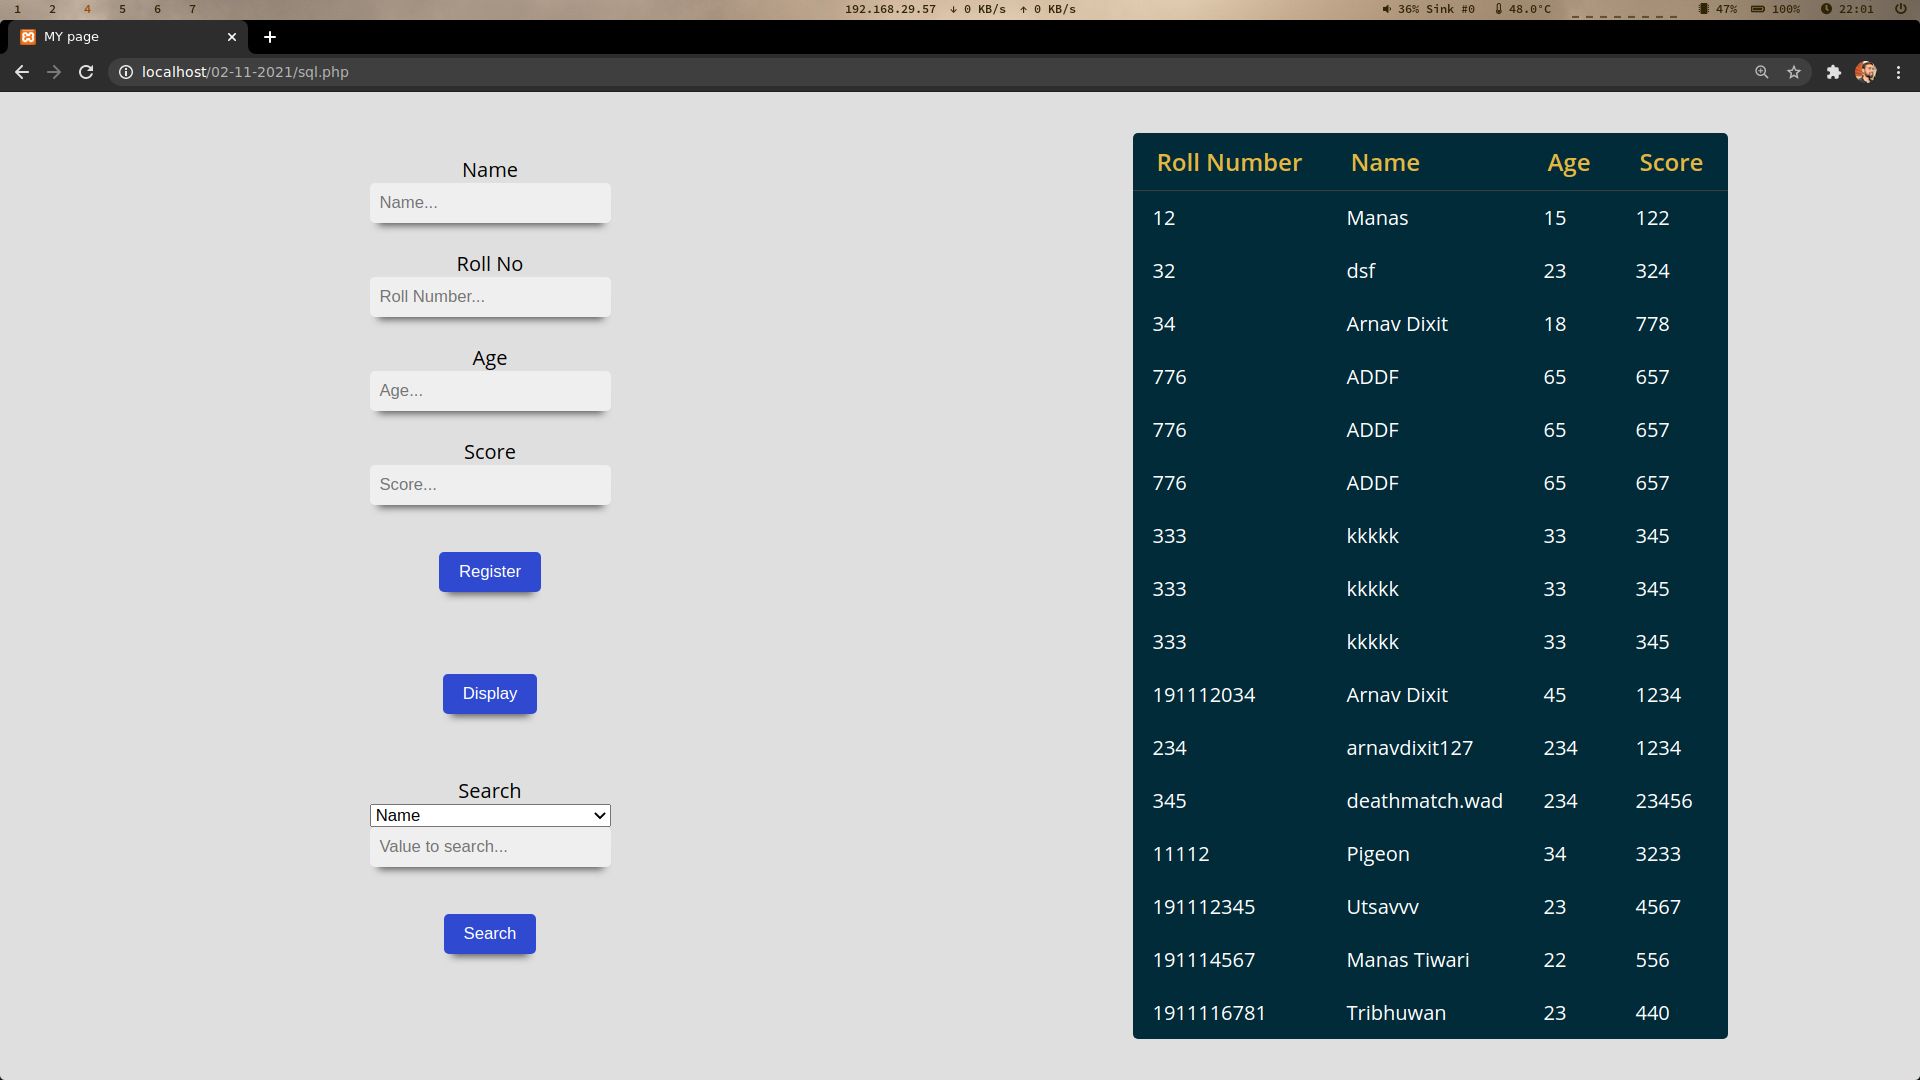 1 2 4 5 6 7 192.168.29.57 ↓ 0 KB/s ↑ 0 KB/s 36% Sink #0 48.0°C 47% 100% 22:01
MY page
localhost/02-11-2021/sql.php
Name
Name...
Roll No
Roll Number...
Age
Age...
Score
Score...
Register
Display
Search
Name
Value to search...
Search
Roll Number Name Age Score
12 Manas 15 122
32 dsf 23 324
34 Arnav Dixit 18 778
776 ADDF 65 657
776 ADDF 65 657
776 ADDF 65 657
333 kkkkk 33 345
333 kkkkk 33 345
333 kkkkk 33 345
191112034 Arnav Dixit 45 1234
234 arnavdixit127 234 1234
345 deathmatch.wad 234 23456
11112 Pigeon 34 3233
191112345 Utsavvv 23 4567
191114567 Manas Tiwari 22 556
1911116781 Tribhuwan 23 440